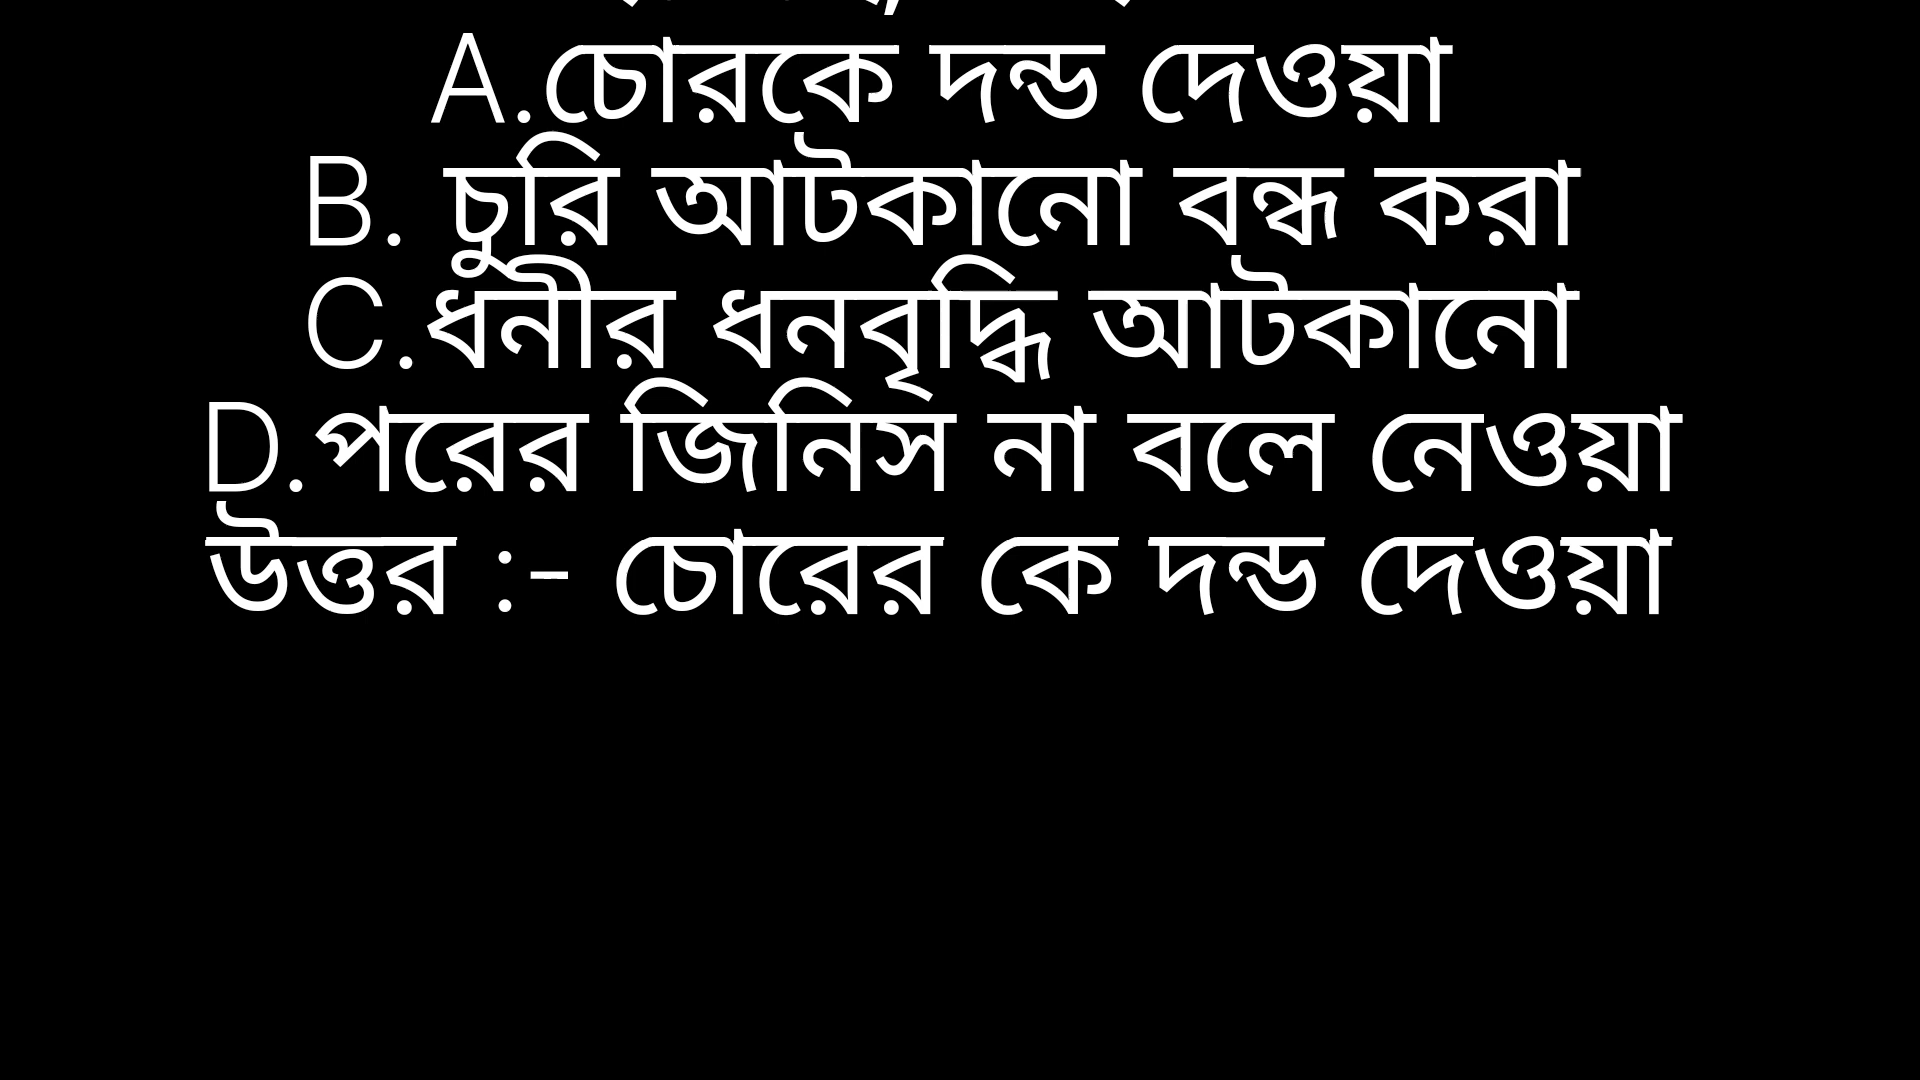 A.চোরকে দন্ড দেওয়া
B. চুরি আটকানো বন্ধ করা
C.ধনীর ধনবৃদ্ধি আটকানো
D.পরের জিনিস না বলে নেওয়া
উত্তর :- চোরের কে দন্ড দেওয়া